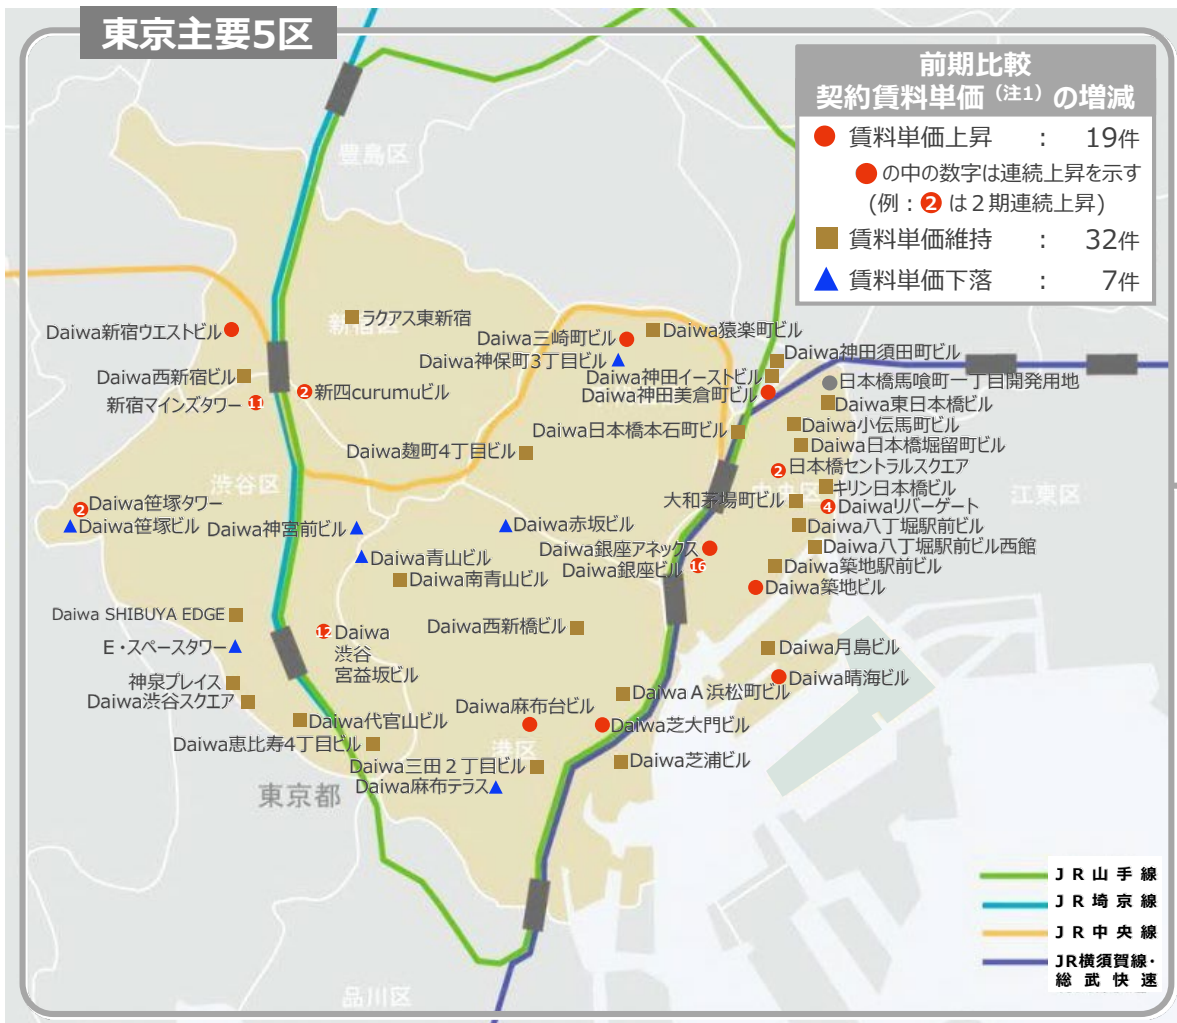 東京主要5区
前期比較
契約賃料単価（注1）の増減
賃料単価上昇 ： 19件
の中の数字は連続上昇を示す
(例：2は２期連続上昇)
賃料単価維持 ： 32件
賃料単価下落 ： 7件
豊島区
新宿区
ラクアス東新宿
Daiwa新宿ウエストビル
Daiwa三崎町ビル
Daiwa猿楽町ビル
Daiwa神保町3丁目ビル
Daiwa神田須田町ビル
Daiwa西新宿ビル
Daiwa神田イーストビル
日本橋馬喰町一丁目開発用地
2
新四curumuビル
Daiwa神田美倉町ビル
新宿マインズタワー
11
Daiwa東日本橋ビル
Daiwa小伝馬町ビル
Daiwa日本橋本石町ビル
Daiwa日本橋堀留町ビル
Daiwa麹町4丁目ビル
2
日本橋セントラルスクエア
渋谷区
中央区
キリン日本橋ビル
江東区
大和茅場町ビル
2
Daiwa笹塚タワー
4
Daiwaリバーゲート
Daiwa笹塚ビル
Daiwa神宮前ビル
Daiwa赤坂ビル
Daiwa八丁堀駅前ビル
Daiwa銀座アネックス
Daiwa八丁堀駅前ビル西館
Daiwa青山ビル
Daiwa銀座ビル
16
Daiwa築地駅前ビル
Daiwa南青山ビル
Daiwa築地ビル
Daiwa SHIBUYA EDGE
12
Daiwa
渋谷
宮益坂ビル
Daiwa西新橋ビル
E・スペースタワー
Daiwa月島ビル
神泉プレイス
Daiwa晴海ビル
Daiwa渋谷スクエア
Daiwa Ａ浜松町ビル
Daiwa麻布台ビル
Daiwa代官山ビル
Daiwa芝大門ビル
Daiwa恵比寿4丁目ビル
港区
Daiwa三田２丁目ビル
Daiwa芝浦ビル
Daiwa麻布テラス
東京都
品川区
ＪＲ山手線
ＪＲ埼京線
ＪＲ中央線
JR横須賀線・
総武快速